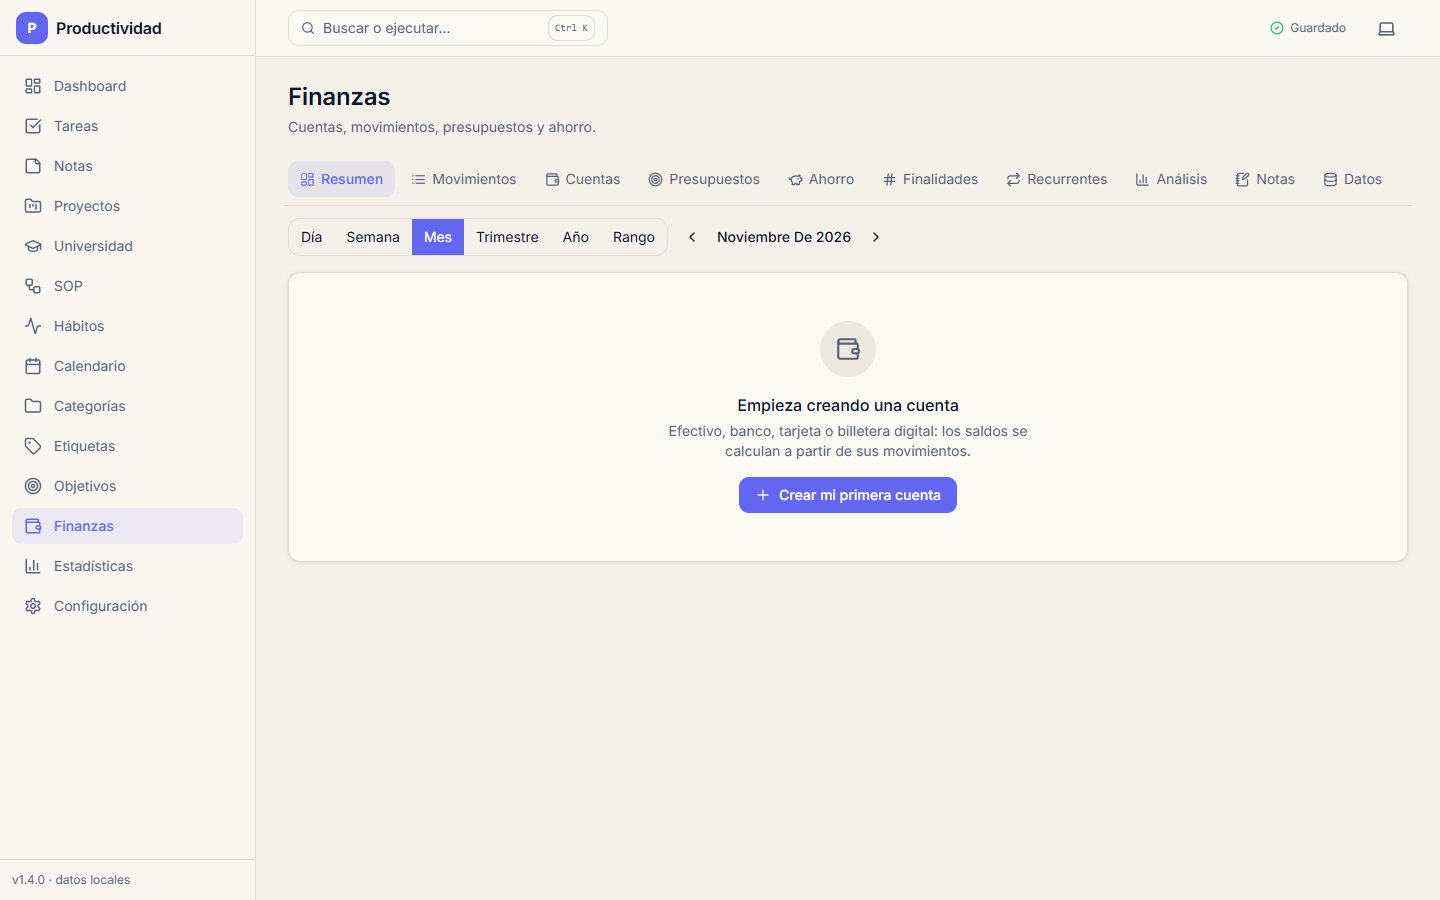 P Productividad
Buscar o ejecutar... Ctrl K
Guardado
Dashboard
Tareas
Notas
Proyectos
Universidad
SOP
Hábitos
Calendario
Categorías
Etiquetas
Objetivos
Finanzas
Estadísticas
Configuración
v1.4.0 · datos locales
Finanzas
Cuentas, movimientos, presupuestos y ahorro.
Resumen Movimientos Cuentas Presupuestos Ahorro Finalidades Recurrentes Análisis Notas Datos
Día Semana Mes Trimestre Año Rango Noviembre De 2026
Empieza creando una cuenta
Efectivo, banco, tarjeta o billetera digital: los saldos se
calculan a partir de sus movimientos.
Crear mi primera cuenta